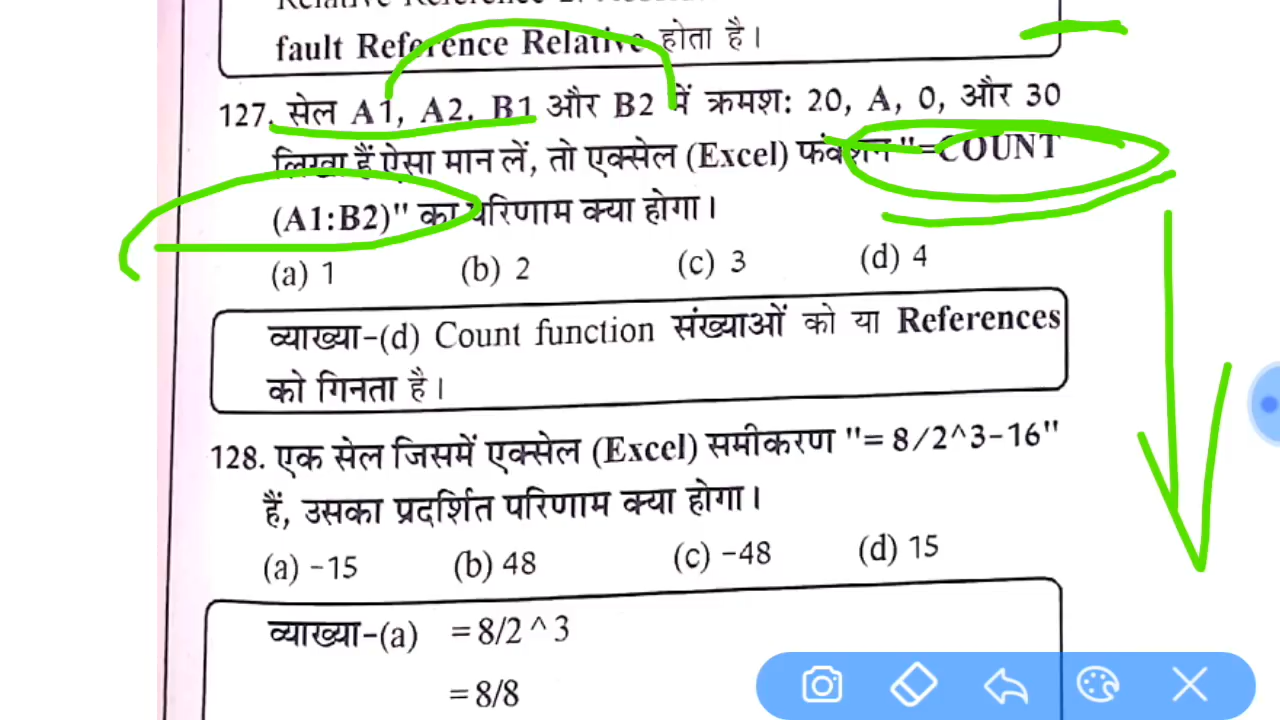 fault Reference Relative होता है।
127. सेल A1, A2, B1 और B2 में क्रमश: 20, A, 0, और 30
लिखा हैं ऐसा मान लें, तो एक्सेल (Excel) फंक्शन "=COUNT
(A1:B2)" का परिणाम क्या होगा।
(a) 1 (b) 2 (c) 3 (d) 4
व्याख्या-(d) Count function संख्याओं को या References
को गिनता है।
128. एक सेल जिसमें एक्सेल (Excel) समीकरण "= 8/2^3-16"
हैं, उसका प्रदर्शित परिणाम क्या होगा।
(a) -15 (b) 48 (c) -48 (d) 15
व्याख्या-(a) = 8/2 ^ 3
= 8/8